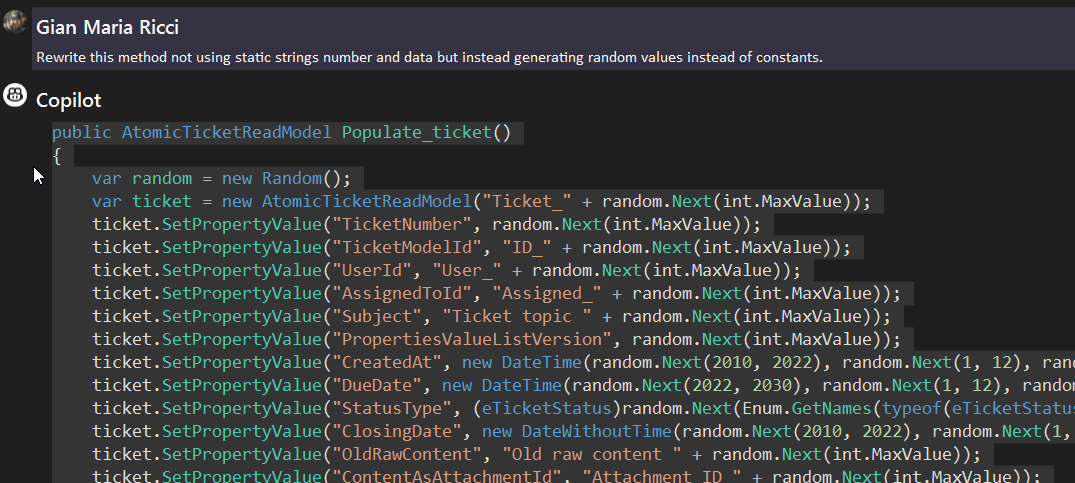 Gian Maria Ricci
Rewrite this method not using static strings number and data but instead generating random values instead of constants.
Copilot
public AtomicTicketReadModel Populate_ticket()
{
var random = new Random();
var ticket = new AtomicTicketReadModel("Ticket_" + random.Next(int.MaxValue));
ticket.SetPropertyValue("TicketNumber", random.Next(int.MaxValue));
ticket.SetPropertyValue("TicketModelId", "ID_" + random.Next(int.MaxValue));
ticket.SetPropertyValue("UserId", "User_" + random.Next(int.MaxValue));
ticket.SetPropertyValue("AssignedToId", "Assigned_" + random.Next(int.MaxValue));
ticket.SetPropertyValue("Subject", "Ticket topic " + random.Next(int.MaxValue));
ticket.SetPropertyValue("PropertiesValueListVersion", random.Next(int.MaxValue));
ticket.SetPropertyValue("CreatedAt", new DateTime(random.Next(2010, 2022), random.Next(1, 12), ran
ticket.SetPropertyValue("DueDate", new DateTime(random.Next(2022, 2030), random.Next(1, 12), random
ticket.SetPropertyValue("StatusType", (eTicketStatus)random.Next(Enum.GetNames(typeof(eTicketStatus
ticket.SetPropertyValue("ClosingDate", new DateWithoutTime(random.Next(2010, 2022), random.Next(1,
ticket.SetPropertyValue("OldRawContent", "Old raw content " + random.Next(int.MaxValue));
ticket.SetPropertyValue("ContentAsAttachmentId", "Attachment_ID_" + random.Next(int.MaxValue));